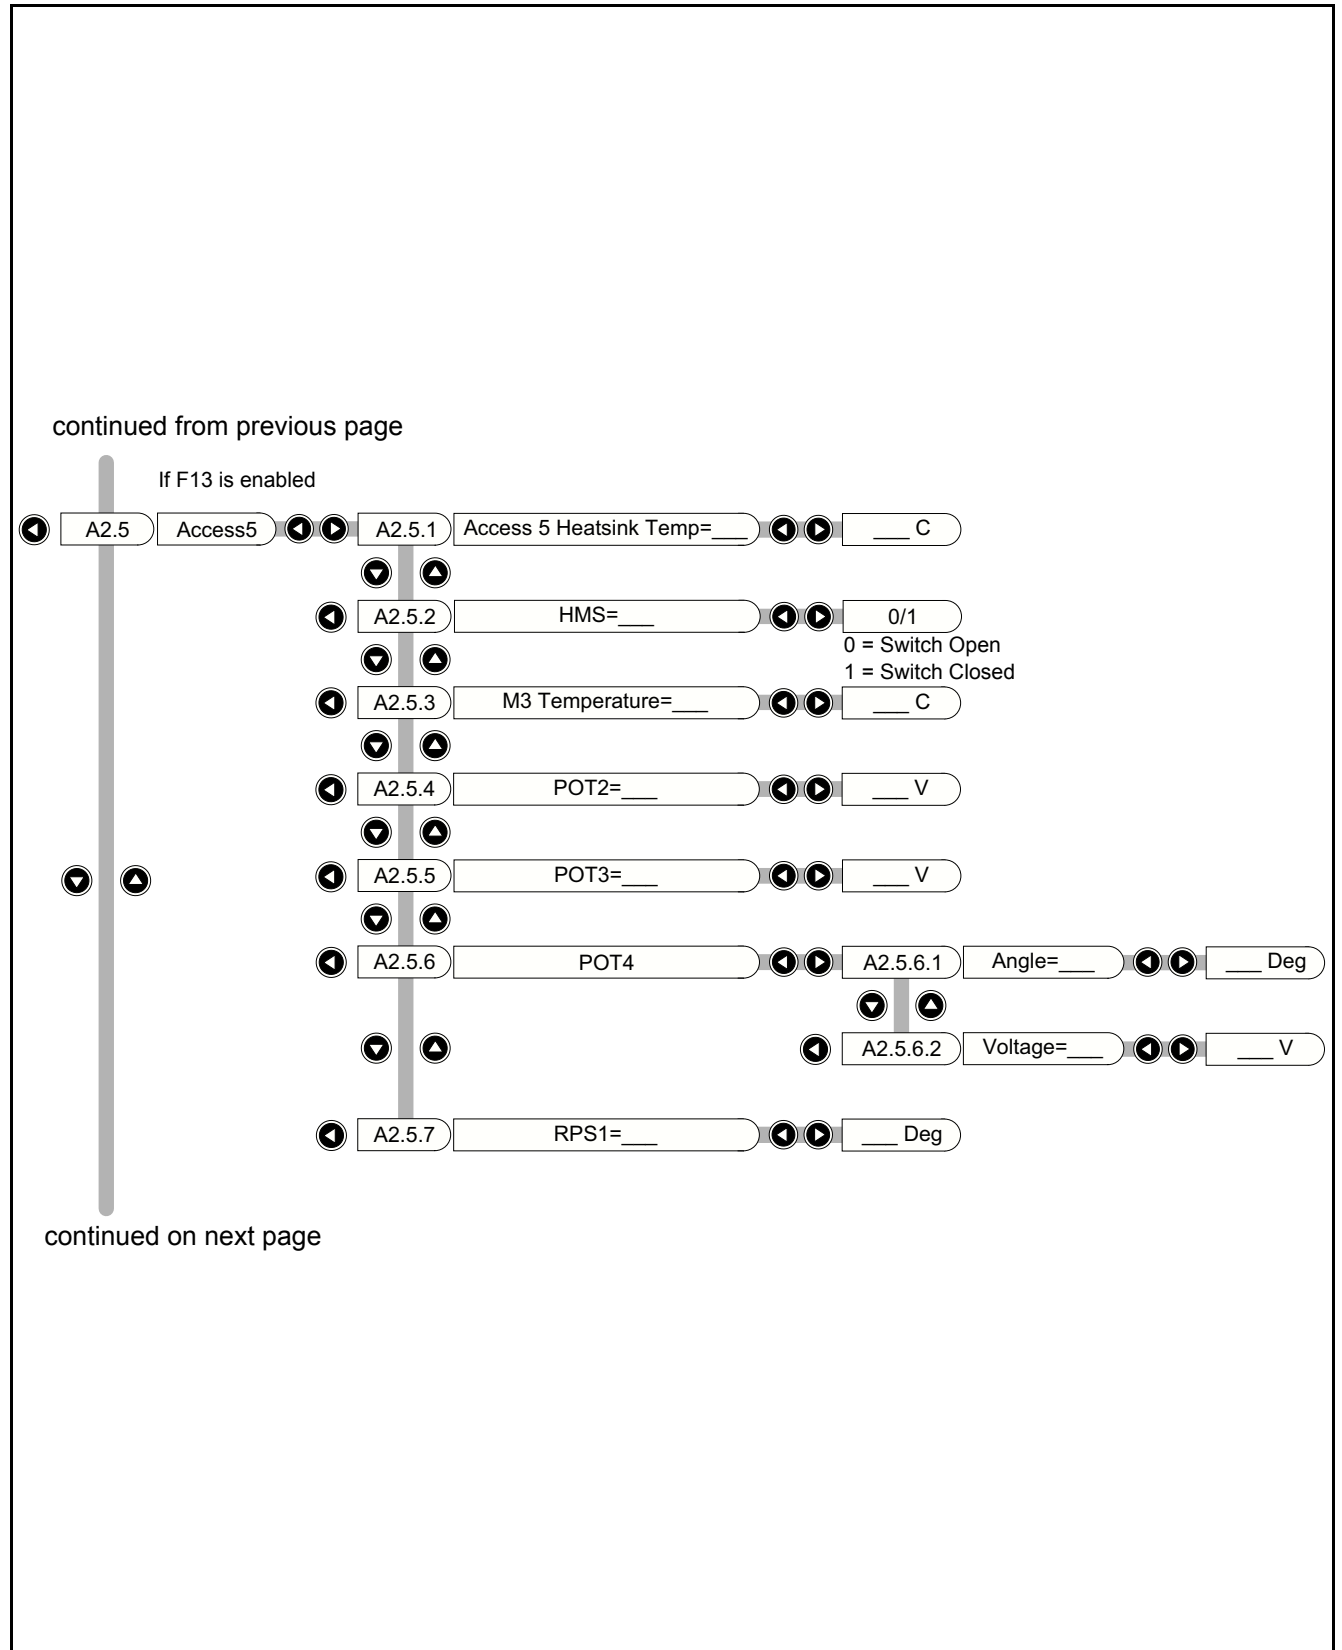 continued from previous page
If F13 is enabled
A2.5 Access5 A2.5.1 Access 5 Heatsink Temp=___ ___ C
A2.5.2 HMS=___ 0/1
0 = Switch Open
1 = Switch Closed
A2.5.3 M3 Temperature=___ ___ C
A2.5.4 POT2=___ ___ V
A2.5.5 POT3=___ ___ V
A2.5.6 POT4 A2.5.6.1 Angle=___ ___ Deg
A2.5.6.2 Voltage=___ ___ V
A2.5.7 RPS1=___ ___ Deg
continued on next page